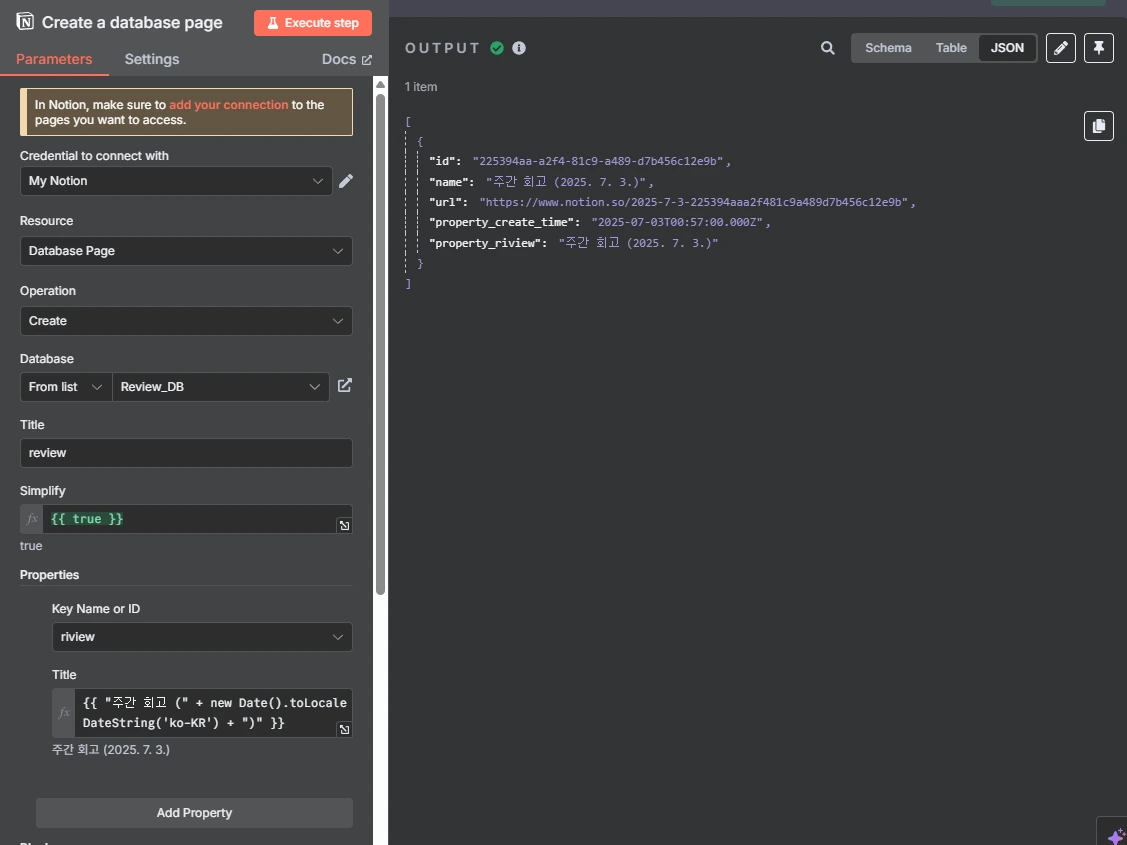 Create a database page
Execute step
Parameters
Settings
Docs
In Notion, make sure to add your connection to the
pages you want to access.
Credential to connect with
My Notion
Resource
Database Page
Operation
Create
Database
From list
Review_DB
Title
review
Simplify
fx
{{ true }}
true
Properties
Key Name or ID
riview
Title
fx
{{ "주간 회고 (" + new Date().toLocale
DateString('ko-KR') + ")" }}
주간 회고 (2025. 7. 3.)
Add Property
OUTPUT
Schema
Table
JSON
1 item
[
{
"id": "225394aa-a2f4-81c9-a489-d7b456c12e9b",
"name": "주간 회고 (2025. 7. 3.)",
"url": "https://www.notion.so/2025-7-3-225394aaa2f481c9a489d7b456c12e9b",
"property_create_time": "2025-07-03T00:57:00.000Z",
"property_riview": "주간 회고 (2025. 7. 3.)"
}
]